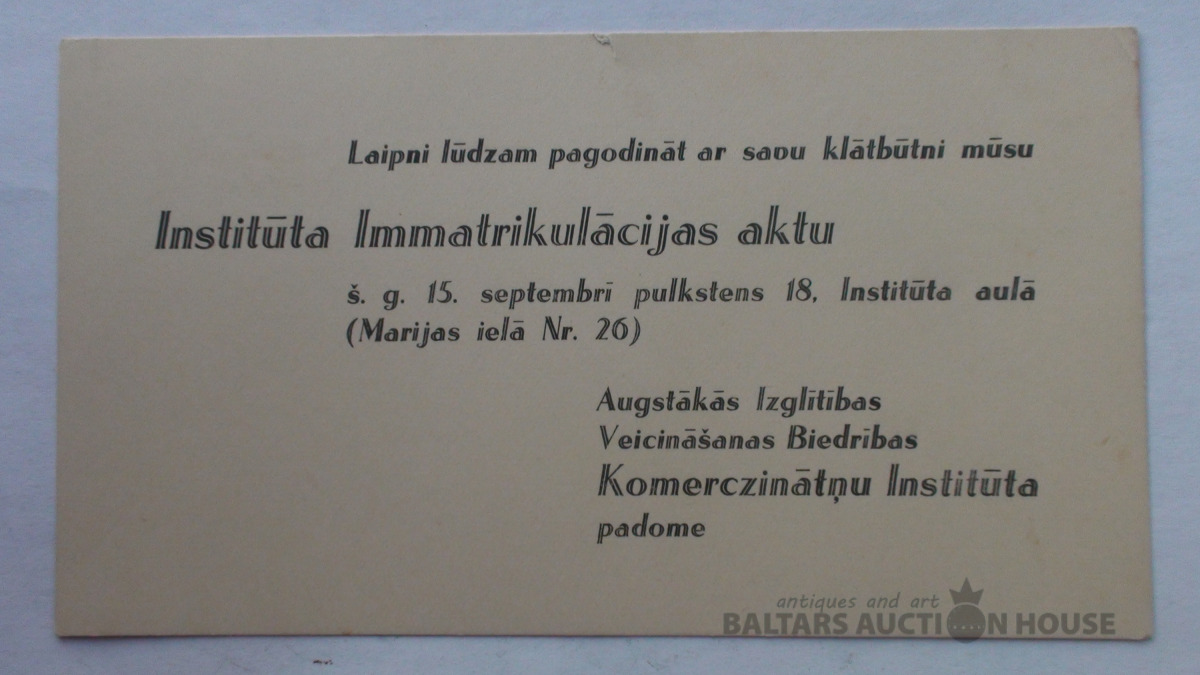 Laipni lūdzam pagodināt ar savu klātbūtni mūsu
Institūta Immatrikulācijas aktu
š. g. 15. septembrī pulkstens 18, Institūta aulā
(Marijas ielā Nr. 26)
Augstākās Izglītības
Veicināšanas Biedrības
Komerczinātņu Institūta
padome
antiques and art
BALTARS AUCTION HOUSE